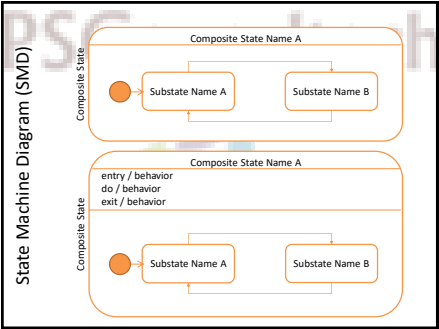 State Machine Diagram (SMD)
Composite State
Composite State Name A
Substate Name A
Substate Name B
Composite State
Composite State Name A
entry / behavior
do / behavior
exit / behavior
Substate Name A
Substate Name B